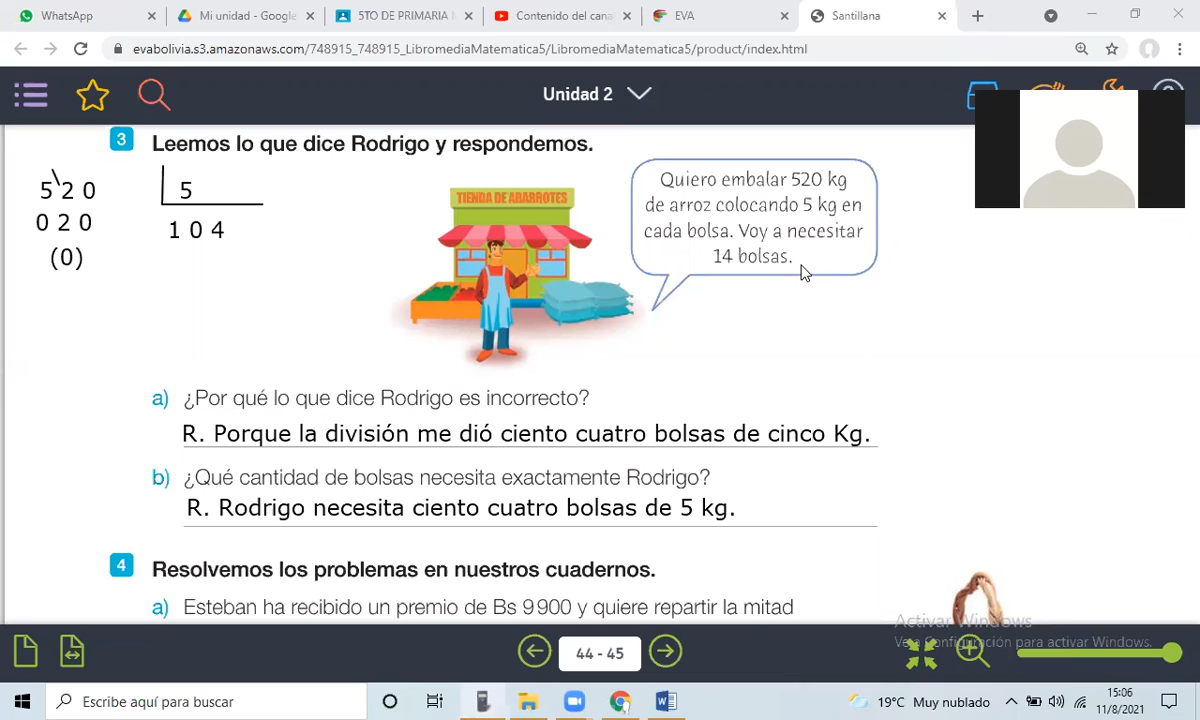 WhatsApp
Mi unidad - Google
5TO DE PRIMARIA M
Contenido del cana
EVA
Santillana
evabolivia.s3.amazonaws.com/748915_748915_LibromediaMatematica5/LibromediaMatematica5/product/index.html
Unidad 2
3 Leemos lo que dice Rodrigo y respondemos.
5 2 0 5
0 2 0 1 0 4
(0)
TIENDA DE ABARROTES
Quiero embalar 520 kg
de arroz colocando 5 kg en
cada bolsa. Voy a necesitar
14 bolsas.
a) ¿Por qué lo que dice Rodrigo es incorrecto?
R. Porque la división me dió ciento cuatro bolsas de cinco Kg.
b) ¿Qué cantidad de bolsas necesita exactamente Rodrigo?
R. Rodrigo necesita ciento cuatro bolsas de 5 kg.
4 Resolvemos los problemas en nuestros cuadernos.
a) Esteban ha recibido un premio de Bs 9 900 y quiere repartir la mitad
Activar Windows
Ve a Configuración para activar Windows.
44 - 45
Escribe aquí para buscar
19°C Muy nublado
15:06
11/8/2021